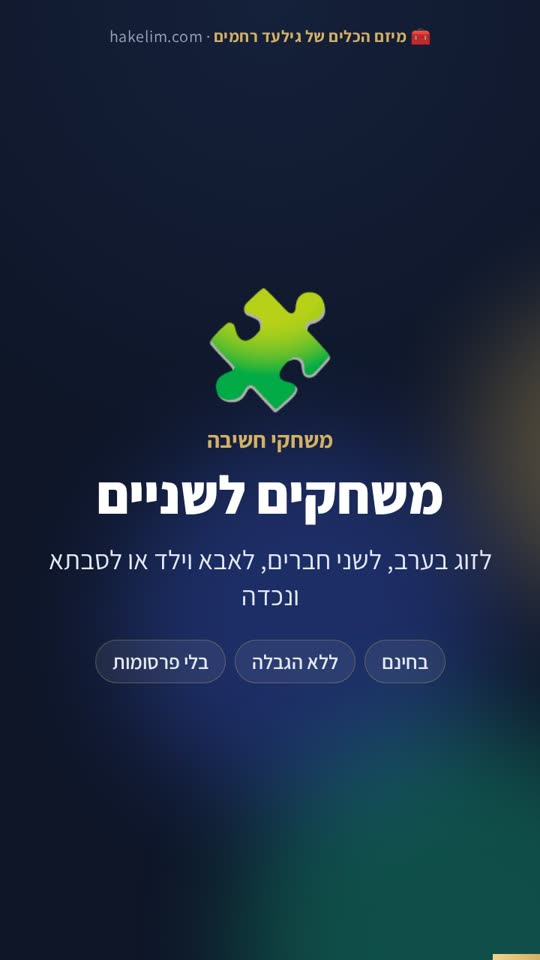 🧰 מיזם הכלים של גילעד רחמים · hakelim.com
משחקי חשיבה
משחקים לשניים
לזוג בערב, לשני חברים, לאבא וילד או לסבתא
ונכדה
בחינם
ללא הגבלה
בלי פרסומות